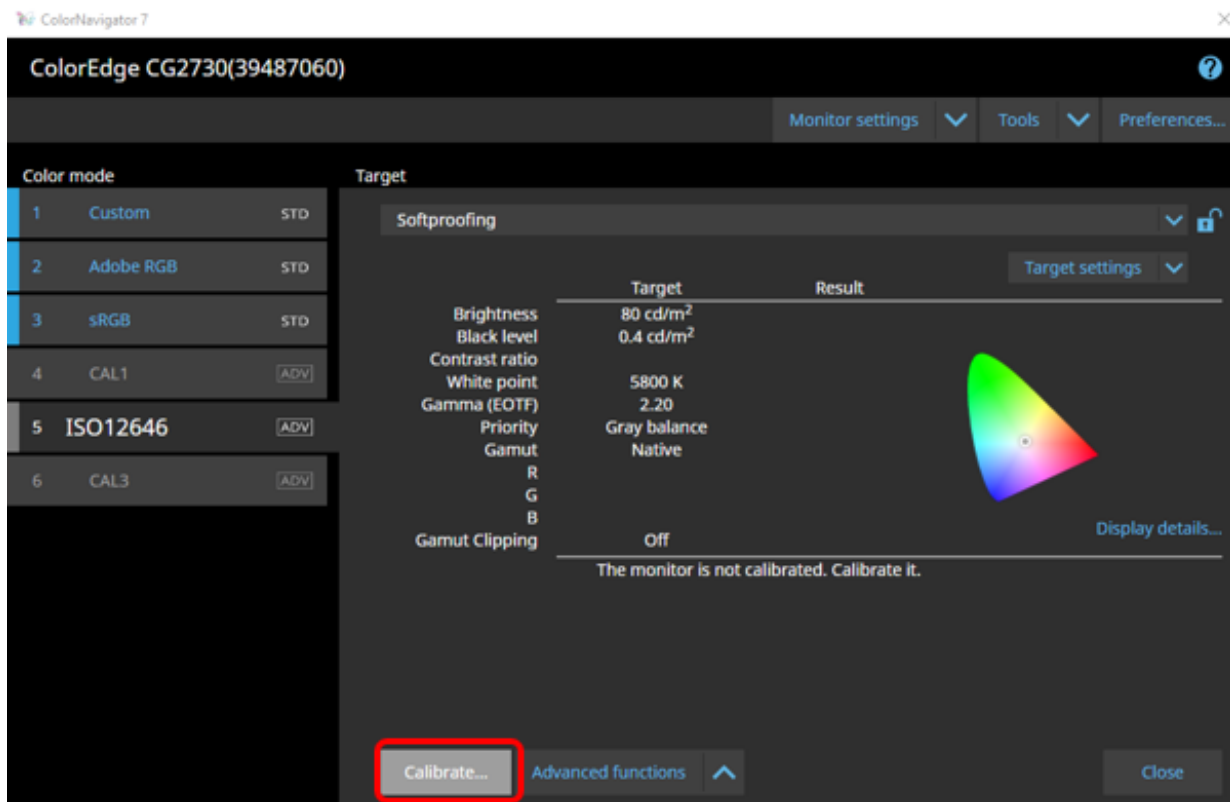 ColorNavigator 7
ColorEdge CG2730(39487060)
Monitor settings Tools Preferences...
Color mode
1 Custom STD
2 Adobe RGB STD
3 sRGB STD
4 CAL1 ADV
5 ISO12646 ADV
6 CAL3 ADV
Target
Softproofing
Target settings
Target Result
Brightness 80 cd/m²
Black level 0.4 cd/m²
Contrast ratio
White point 5800 K
Gamma (EOTF) 2.20
Priority Gray balance
Gamut Native
R
G
B
Gamut Clipping Off
Display details...
The monitor is not calibrated. Calibrate it.
Calibrate... Advanced functions Close